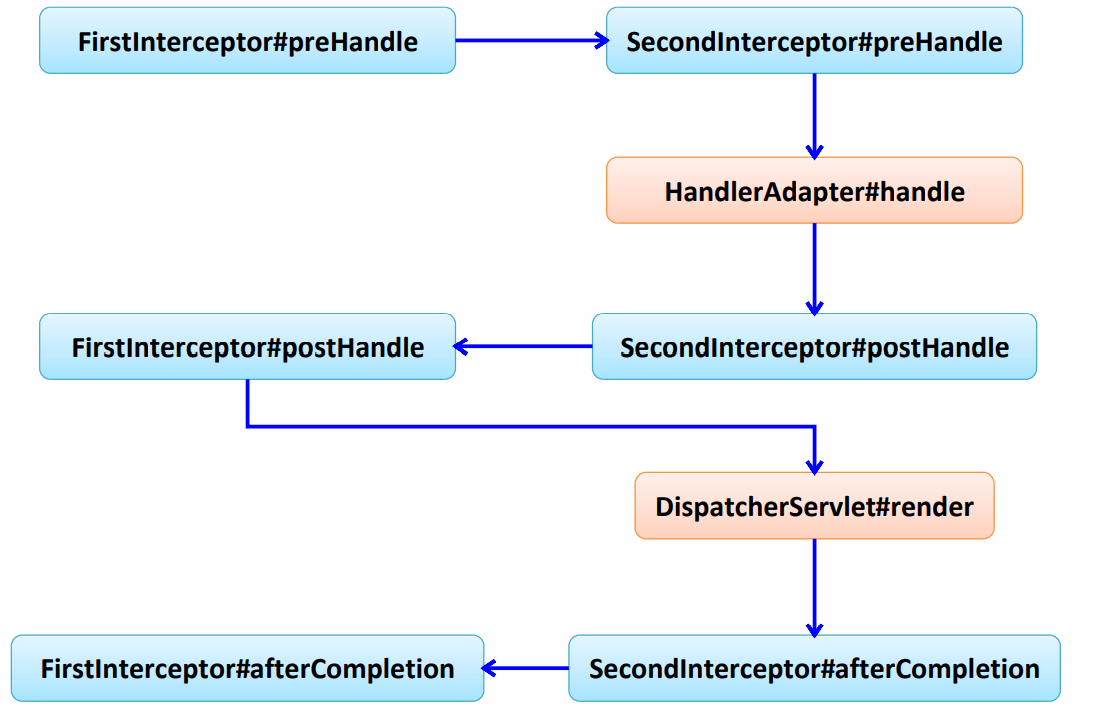 FirstInterceptor#preHandle
SecondInterceptor#preHandle
HandlerAdapter#handle
FirstInterceptor#postHandle
SecondInterceptor#postHandle
DispatcherServlet#render
FirstInterceptor#afterCompletion
SecondInterceptor#afterCompletion